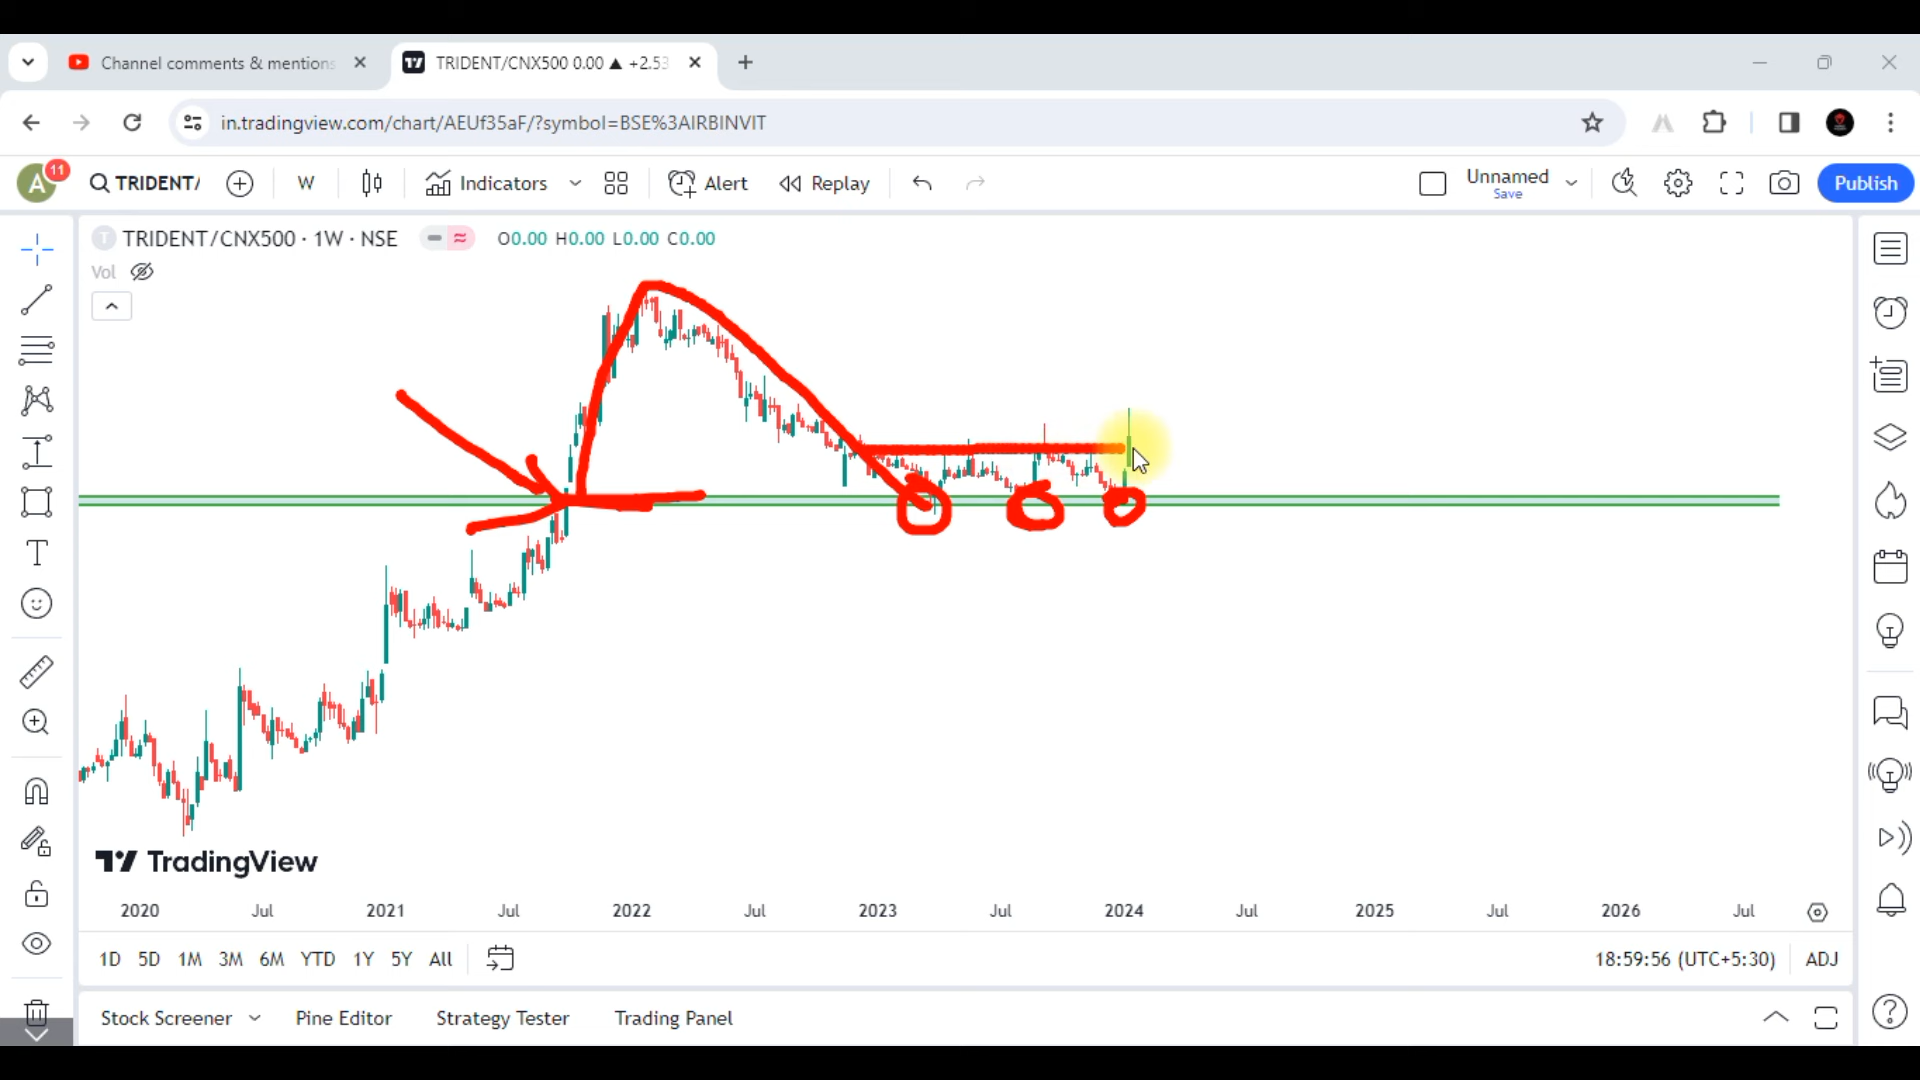 Channel comments & mentions
TRIDENT/CNX500 0.00 ▲ +2.53
in.tradingview.com/chart/AEUf35aF/?symbol=BSE%3AIRBINVIT
A 11 TRIDENT/ W Indicators Alert Replay Unnamed Save Publish
T TRIDENT/CNX500 · 1W · NSE O0.00 H0.00 L0.00 C0.00
Vol
TradingView
2020 Jul 2021 Jul 2022 Jul 2023 Jul 2024 Jul 2025 Jul 2026 Jul
1D 5D 1M 3M 6M YTD 1Y 5Y All 18:59:56 (UTC+5:30) ADJ
Stock Screener Pine Editor Strategy Tester Trading Panel